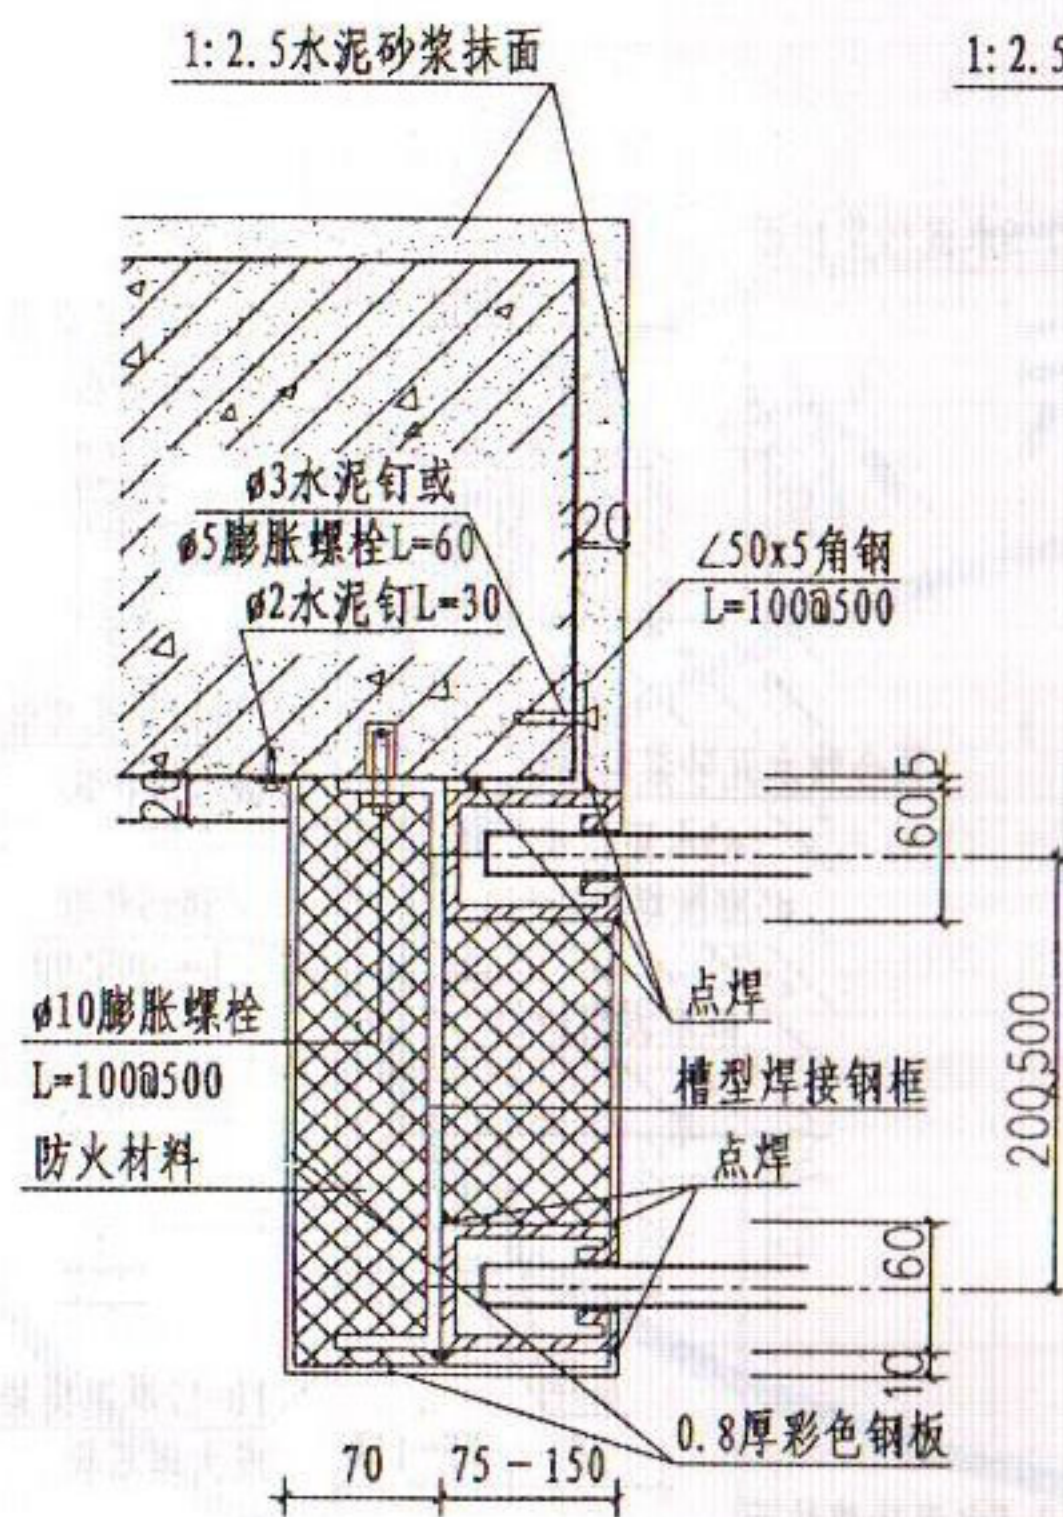 1:2.5水泥砂浆抹面
1:2.5
ø3水泥钉或
ø5膨胀螺栓L=60
ø2水泥钉L=30
20
∠50x5角钢
L=100@500
20
5
60
点焊
ø10膨胀螺栓
L=100@500
防火材料
槽型焊接钢框
点焊
200,500
60
10
0.8厚彩色钢板
70
75-150